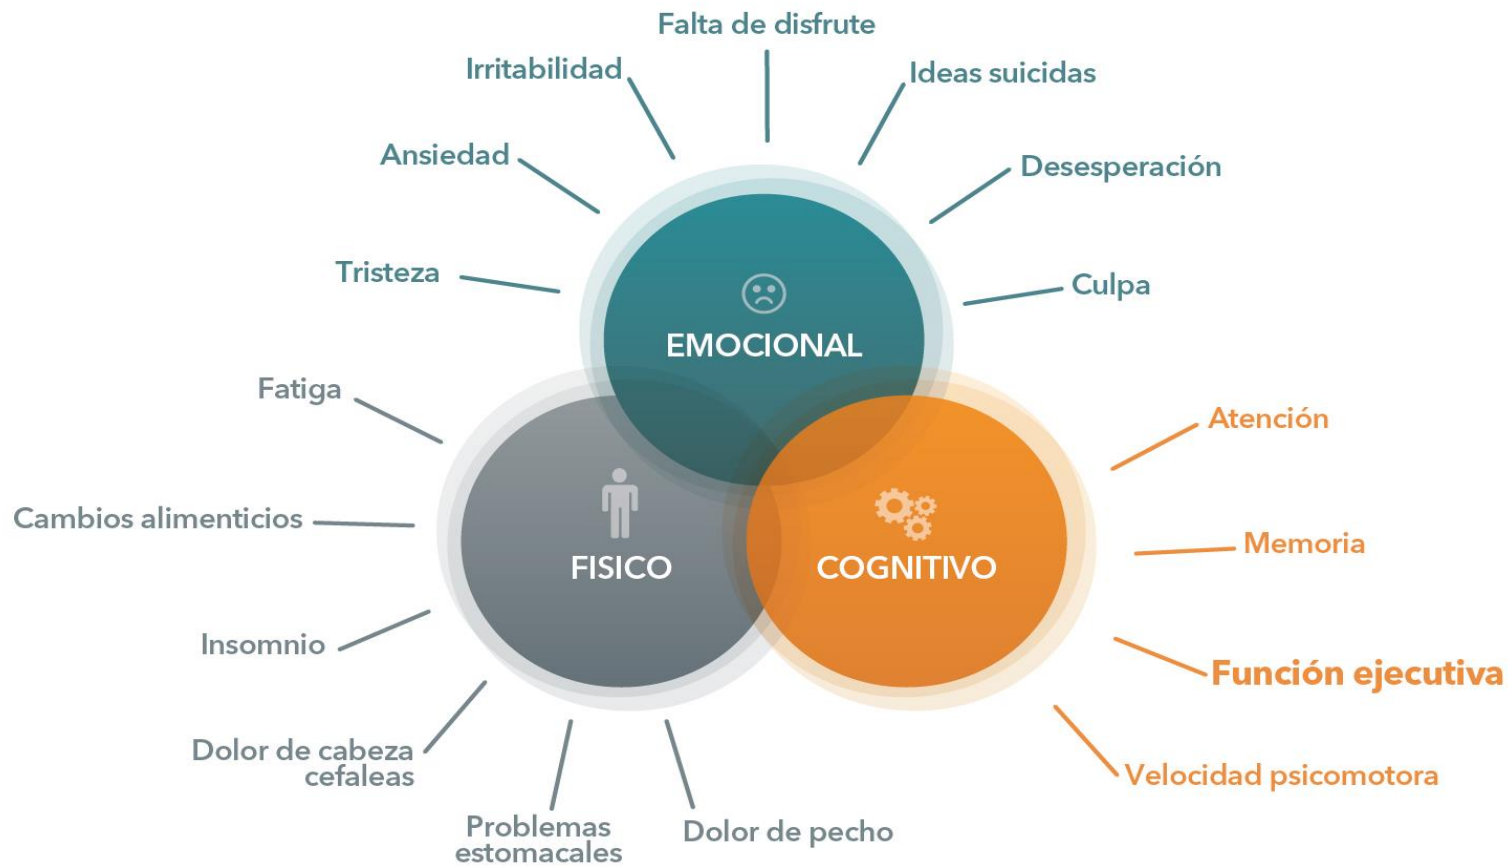 Falta de disfrute
Irritabilidad
Ideas suicidas
Ansiedad
Desesperación
Tristeza
Culpa
EMOCIONAL
Fatiga
Cambios alimenticios
Insomnio
Dolor de cabeza
cefaleas
Problemas
estomacales
Dolor de pecho
FISICO
COGNITIVO
Atención
Memoria
Función ejecutiva
Velocidad psicomotora